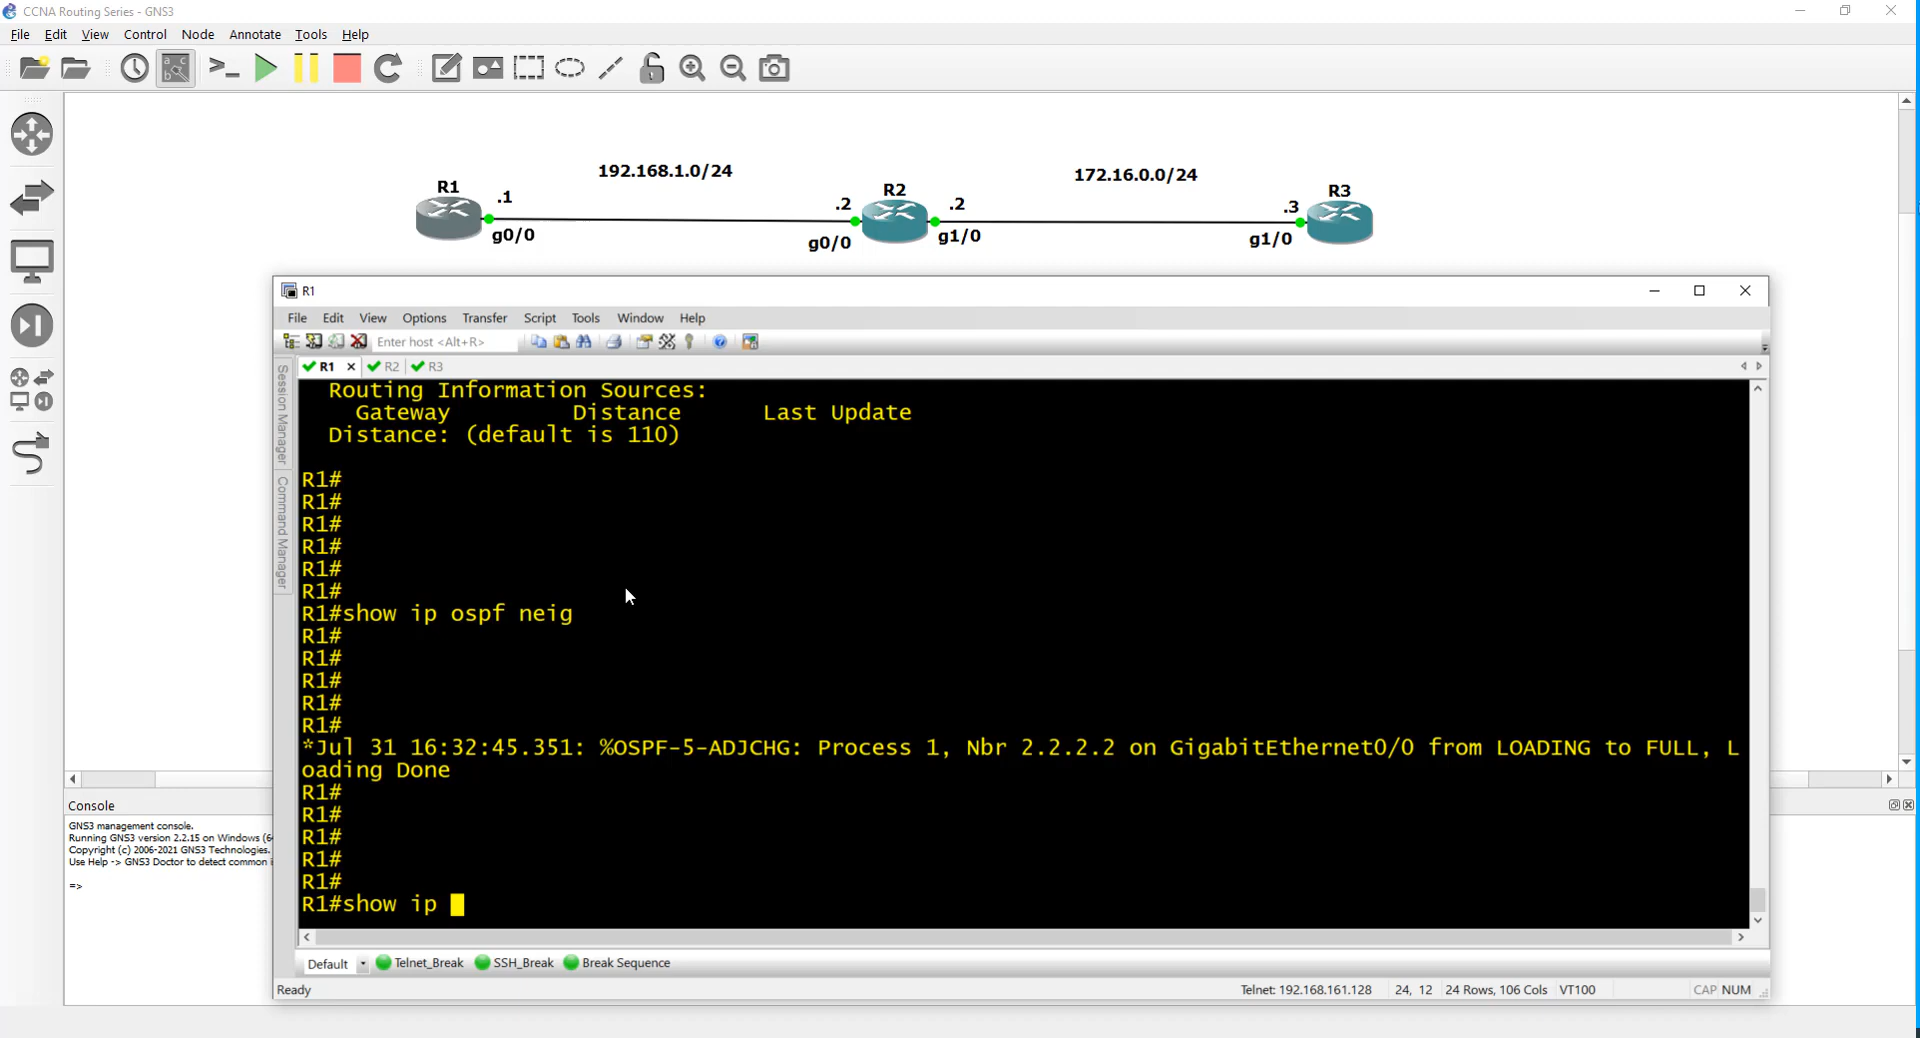 CCNA Routing Series - GNS3
File Edit View Control Node Annotate Tools Help
192.168.1.0/24
172.16.0.0/24
R1
R2
R3
.1
.2
.2
.3
g0/0
g0/0
g1/0
g1/0
R1
File Edit View Options Transfer Script Tools Window Help
Enter host <Alt+R>
R1 R2 R3
Session Manager
Command Manager
Routing Information Sources:
Gateway Distance Last Update
Distance: (default is 110)
R1#
R1#
R1#
R1#
R1#
R1#
R1#show ip ospf neig
R1#
R1#
R1#
R1#
R1#
*Jul 31 16:32:45.351: %OSPF-5-ADJCHG: Process 1, Nbr 2.2.2.2 on GigabitEthernet0/0 from LOADING to FULL, L
oading Done
R1#
R1#
R1#
R1#
R1#
R1#show ip
Default Telnet_Break SSH_Break Break Sequence
Ready Telnet: 192.168.161.128 24, 12 24 Rows, 106 Cols VT100 CAP NUM
Console
GNS3 management console.
Running GNS3 version 2.2.15 on Windows (6
Copyright (c) 2006-2021 GNS3 Technologies.
Use Help -> GNS3 Doctor to detect common i
=>